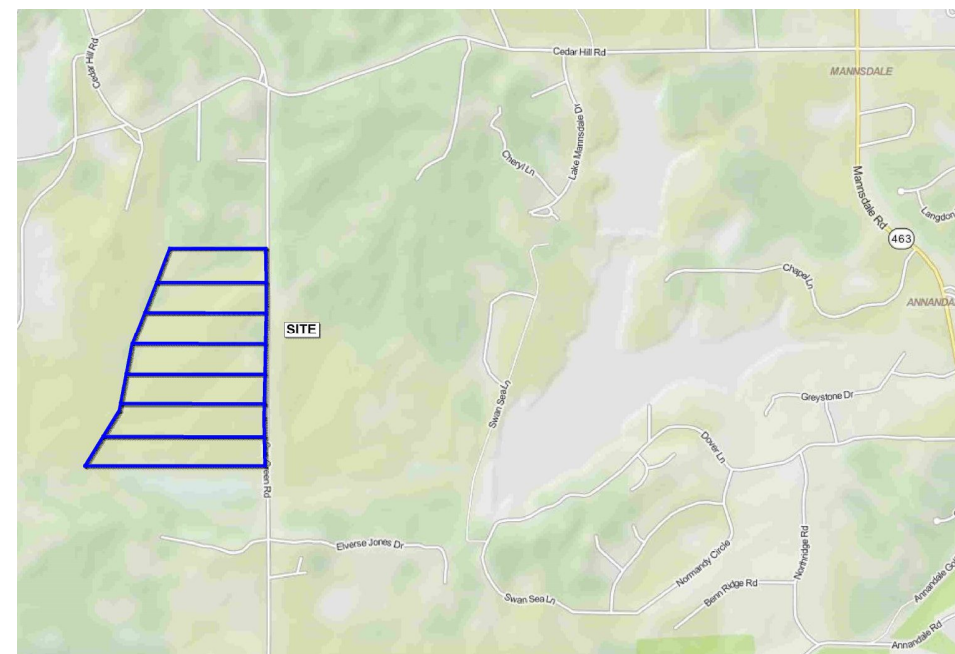 Cedar Hill Rd
Cedar Hill Rd
MANNSDALE
Lake Mannsdale Dr
Cheryl Ln
Mannsdale Rd
Langdon
463
Chapel Ln
ANNANDA
SITE
Swan Sea Ln
Greystone Dr
Dover Ln
Green Rd
Elverse Jones Dr
Northridge Rd
Normandy Circle
Benn Ridge Rd
Swan Sea Ln
Annandale Go
Annandale Rd